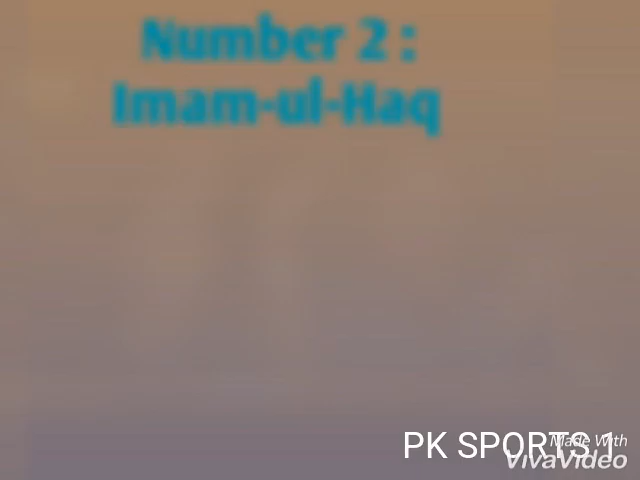 Number 2 :
Imam-ul-Haq
PK SPORTS 1
Made With
VivaVideo